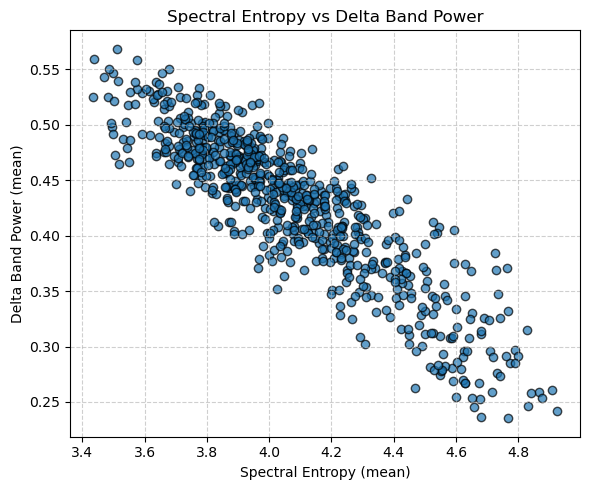 Spectral Entropy vs Delta Band Power
Delta Band Power (mean)
0.55
0.50
0.45
0.40
0.35
0.30
0.25
3.4 3.6 3.8 4.0 4.2 4.4 4.6 4.8
Spectral Entropy (mean)